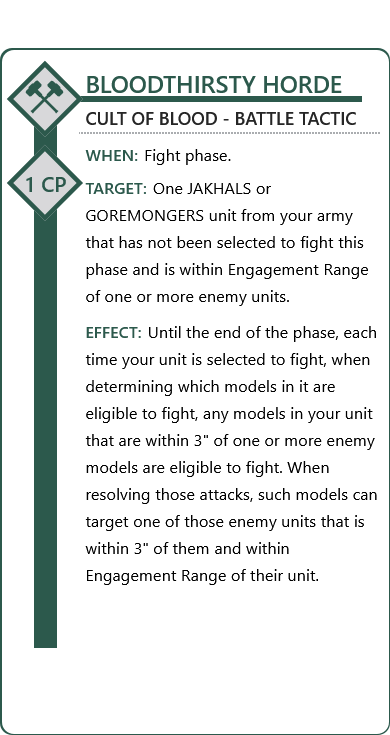 BLOODTHIRSTY HORDE
CULT OF BLOOD - BATTLE TACTIC
1 CP
WHEN: Fight phase.
TARGET: One JAKHALS or
GOREMONGERS unit from your army
that has not been selected to fight this
phase and is within Engagement Range
of one or more enemy units.
EFFECT: Until the end of the phase, each
time your unit is selected to fight, when
determining which models in it are
eligible to fight, any models in your unit
that are within 3" of one or more enemy
models are eligible to fight. When
resolving those attacks, such models can
target one of those enemy units that is
within 3" of them and within
Engagement Range of their unit.